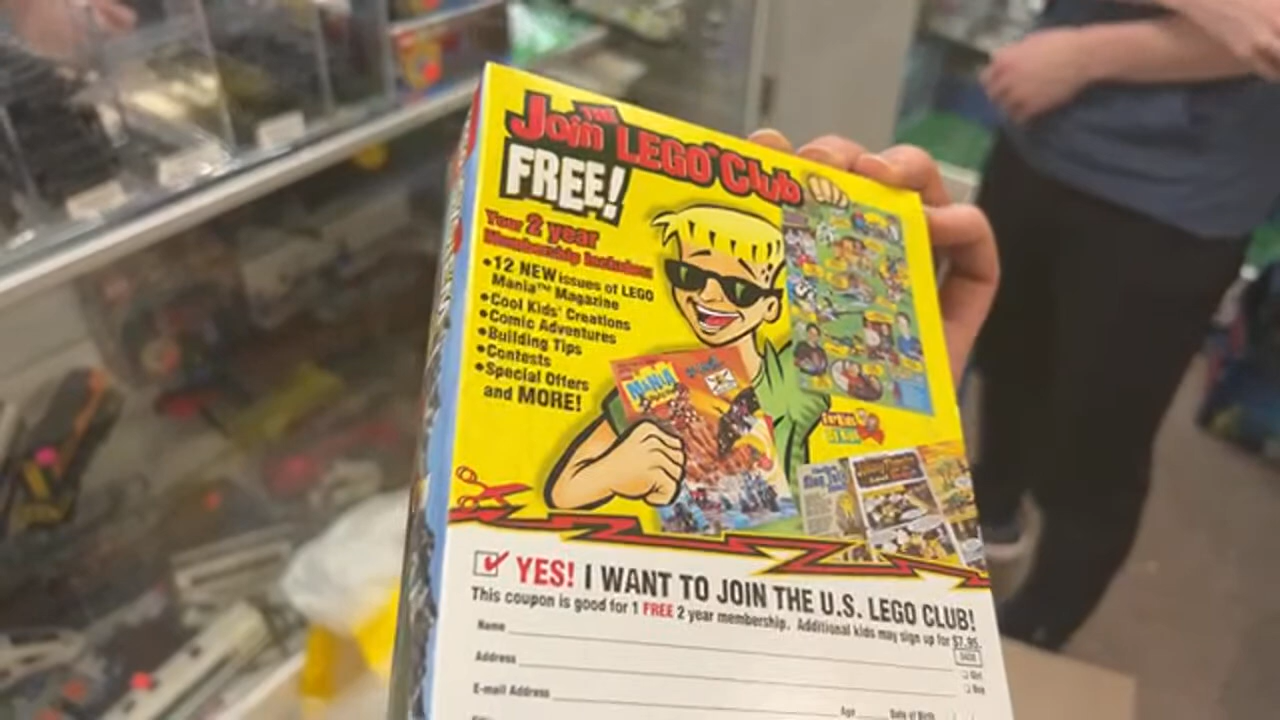 Join THE LEGO® Club
FREE!
Your 2 year
Membership Includes:
•12 NEW issues of LEGO
Mania™ Magazine
•Cool Kids' Creations
•Comic Adventures
•Building Tips
•Contests
•Special Offers
and MORE!
MANIA
YES! I WANT TO JOIN THE U.S. LEGO CLUB!
This coupon is good for 1 FREE 2 year membership. Additional kids may sign up for $7.95.
Name
Address
Girl
Boy
E-mail Address
Age Date of Birth